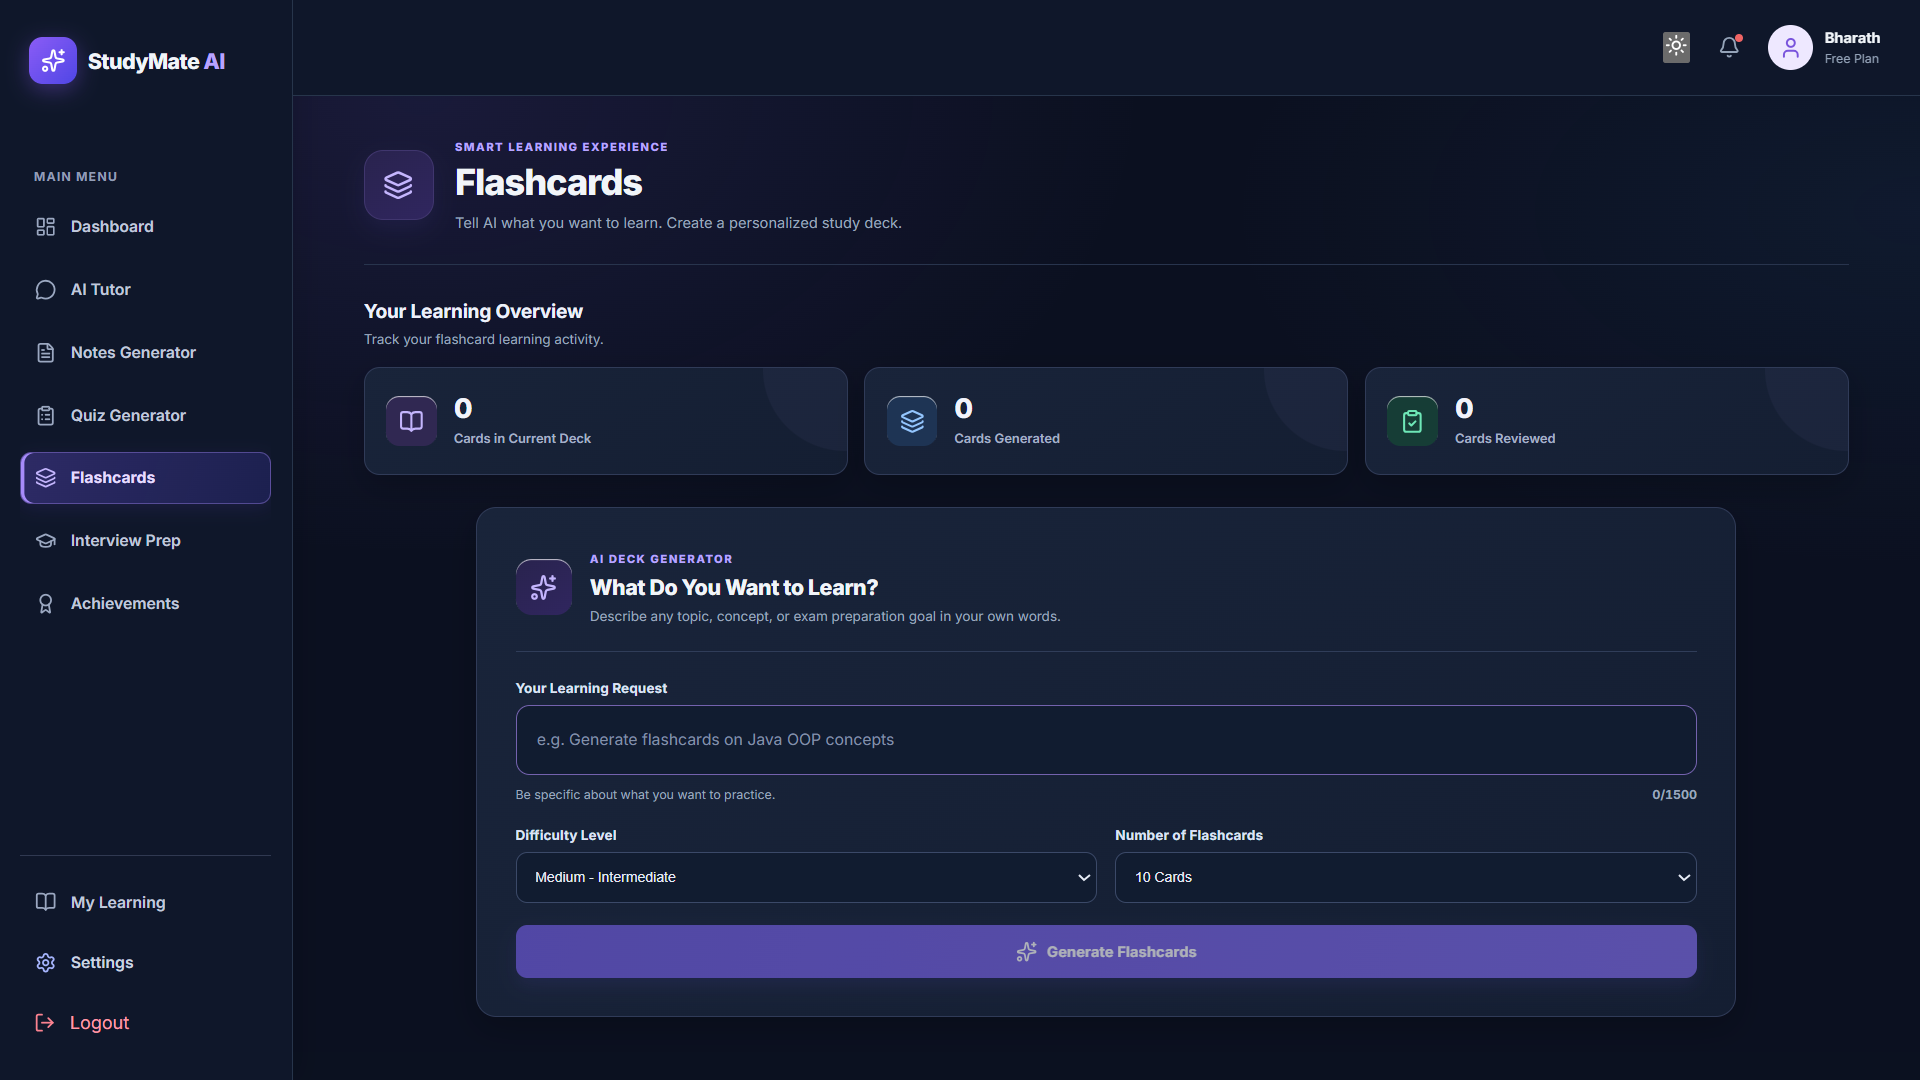 StudyMate AI
Bharath
Free Plan
MAIN MENU
Dashboard
AI Tutor
Notes Generator
Quiz Generator
Flashcards
Interview Prep
Achievements
My Learning
Settings
Logout
SMART LEARNING EXPERIENCE
Flashcards
Tell AI what you want to learn. Create a personalized study deck.
Your Learning Overview
Track your flashcard learning activity.
0
Cards in Current Deck
0
Cards Generated
0
Cards Reviewed
AI DECK GENERATOR
What Do You Want to Learn?
Describe any topic, concept, or exam preparation goal in your own words.
Your Learning Request
e.g. Generate flashcards on Java OOP concepts
Be specific about what you want to practice.
0/1500
Difficulty Level
Medium - Intermediate
Number of Flashcards
10 Cards
Generate Flashcards